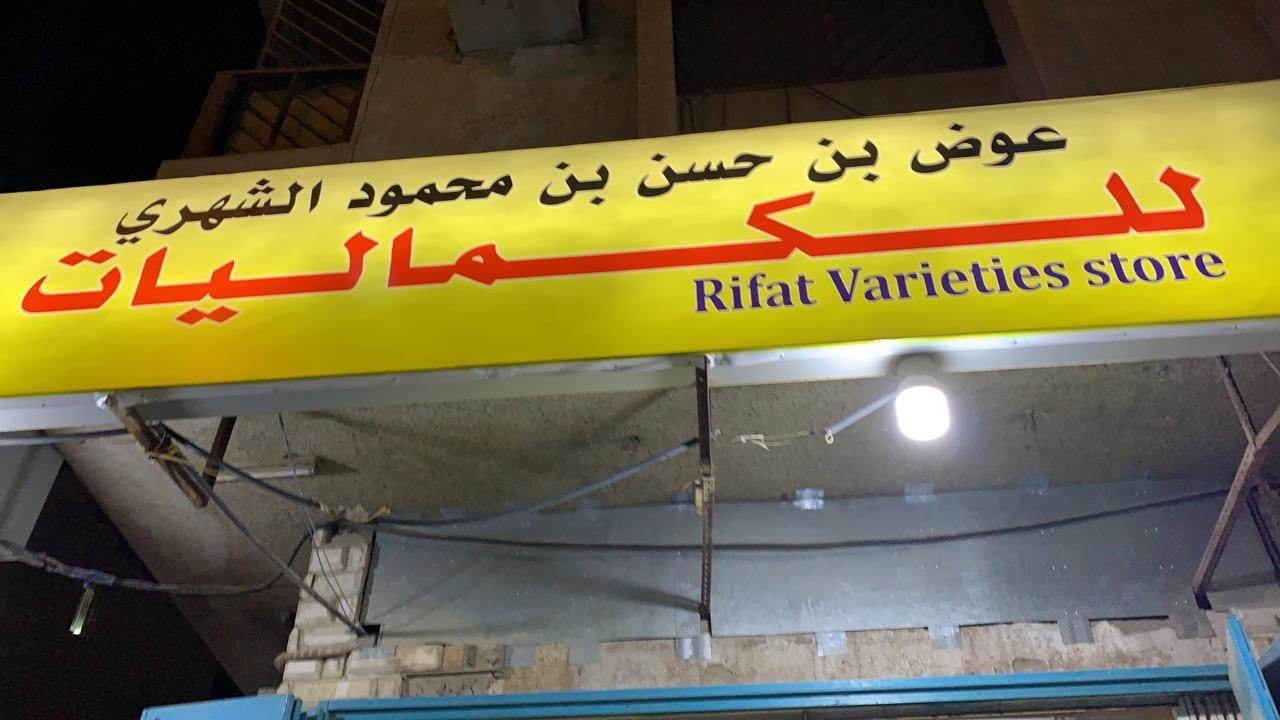 عوض بن حسن بن محمود الشهري
للكماليات
Rifat Varieties store